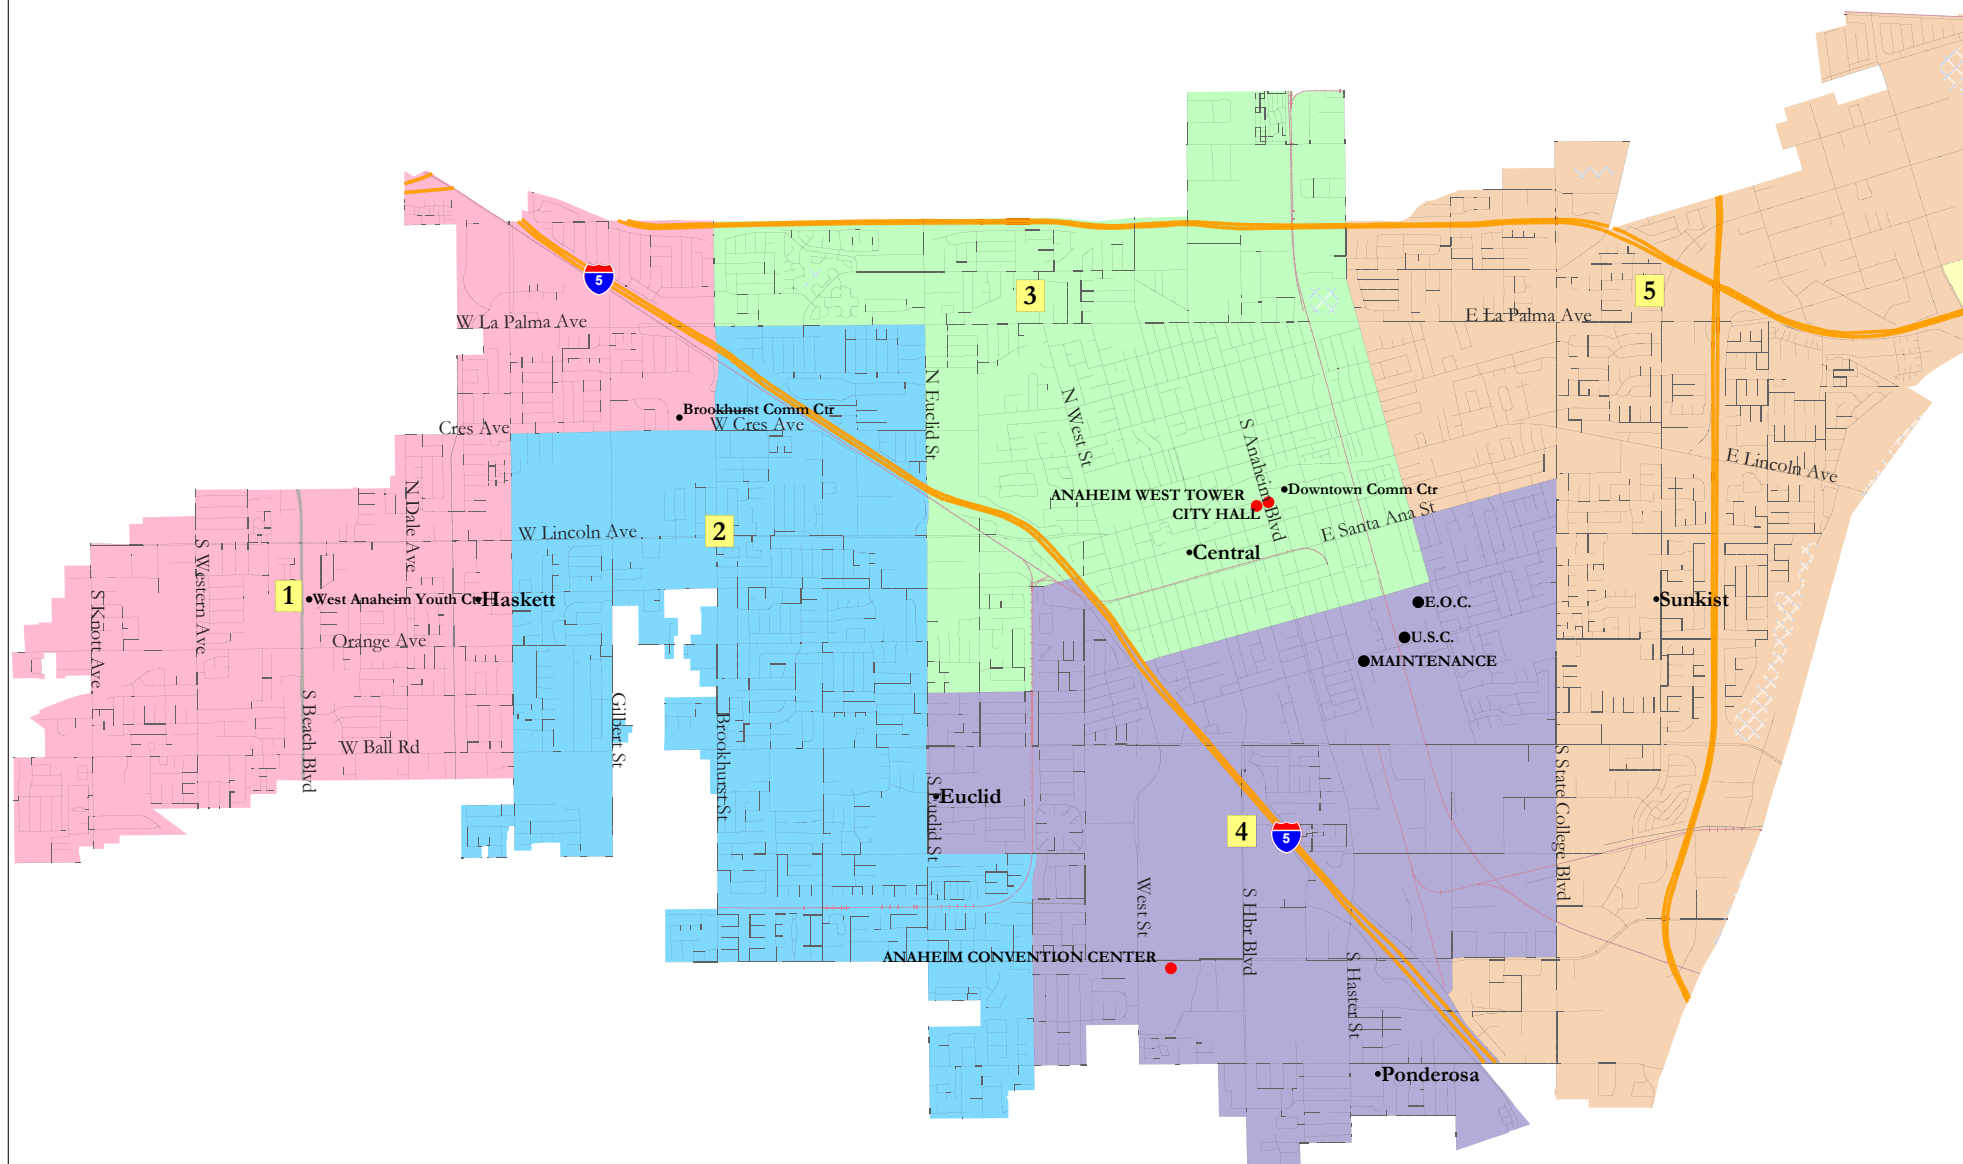 5
3
5
W La Palma Ave
E La Palma Ave
Brookhurst Comm Ctr
W Cres Ave
Cres Ave
N Euclid St
N West St
S Anaheim Blvd
E Lincoln Ave
N Dale Ave
ANAHEIM WEST TOWER
Downtown Comm Ctr
CITY HALL
E Santa Ana St
W Lincoln Ave
2
Central
S Western Ave
1
West Anaheim Youth Ctr
Haskett
S Knott Ave
Orange Ave
E.O.C.
Sunkist
U.S.C.
MAINTENANCE
S Beach Blvd
Gilbert St
Brookhurst St
W Ball Rd
S State College Blvd
S Euclid St
Euclid
4
5
West St
S Hbr Blvd
ANAHEIM CONVENTION CENTER
S Haster St
Ponderosa